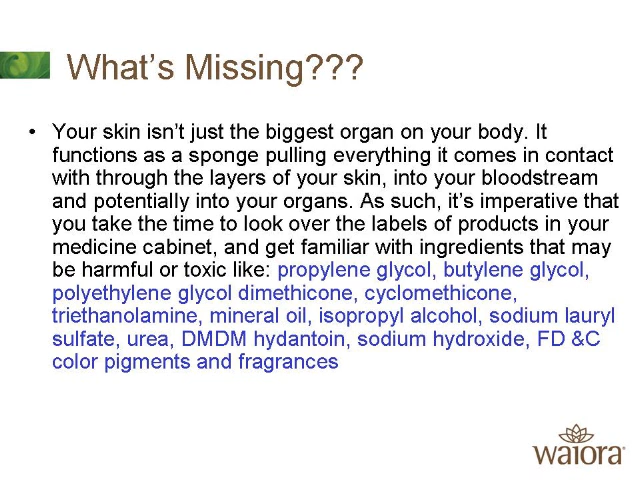 What's Missing???
• Your skin isn't just the biggest organ on your body. It
functions as a sponge pulling everything it comes in contact
with through the layers of your skin, into your bloodstream
and potentially into your organs. As such, it's imperative that
you take the time to look over the labels of products in your
medicine cabinet, and get familiar with ingredients that may
be harmful or toxic like: propylene glycol, butylene glycol,
polyethylene glycol dimethicone, cyclomethicone,
triethanolamine, mineral oil, isopropyl alcohol, sodium lauryl
sulfate, urea, DMDM hydantoin, sodium hydroxide, FD &C
color pigments and fragrances
waiora